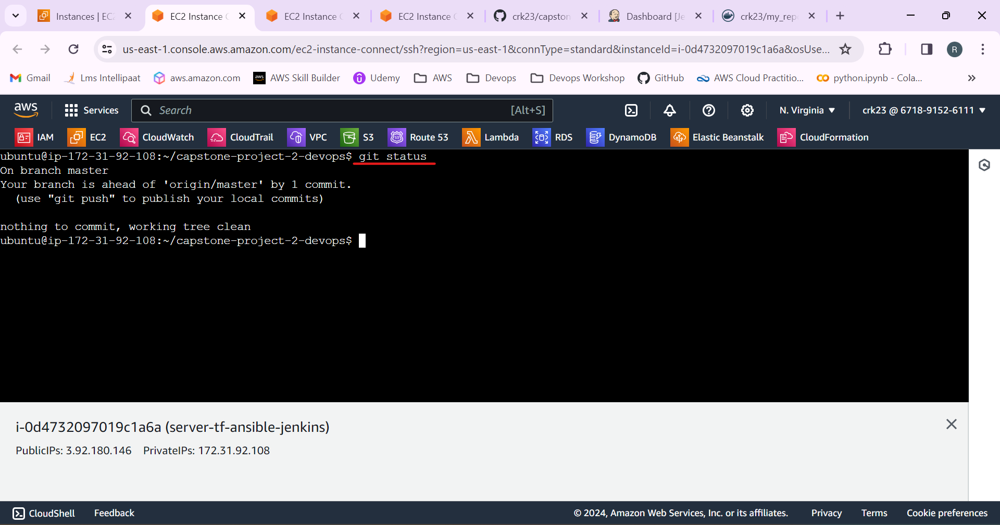 Instances | EC2
EC2 Instance C
EC2 Instance C
EC2 Instance C
crk23/capston
Dashboard [Je
crk23/my_rep
us-east-1.console.aws.amazon.com/ec2-instance-connect/ssh?region=us-east-1&connType=standard&instanceId=i-0d4732097019c1a6a&osUse...
R
Gmail
Lms Intellipaat
aws.amazon.com
aws
AWS Skill Builder
Udemy
AWS
Devops
Devops Workshop
GitHub
AWS Cloud Practitio...
python.ipynb - Cola...
aws
Services
Search
[Alt+S]
N. Virginia
crk23 @ 6718-9152-6111
IAM
EC2
CloudWatch
CloudTrail
VPC
S3
53
Route 53
Lambda
RDS
DynamoDB
Elastic Beanstalk
CloudFormation
ubuntu@ip-172-31-92-108:~/capstone-project-2-devops$ git status
On branch master
Your branch is ahead of 'origin/master' by 1 commit.
(use "git push" to publish your local commits)
nothing to commit, working tree clean
ubuntu@ip-172-31-92-108:~/capstone-project-2-devops$
i-0d4732097019c1a6a (server-tf-ansible-jenkins)
PublicIPs: 3.92.180.146 PrivateIPs: 172.31.92.108
CloudShell
Feedback
© 2024, Amazon Web Services, Inc. or its affiliates.
Privacy
Terms
Cookie preferences